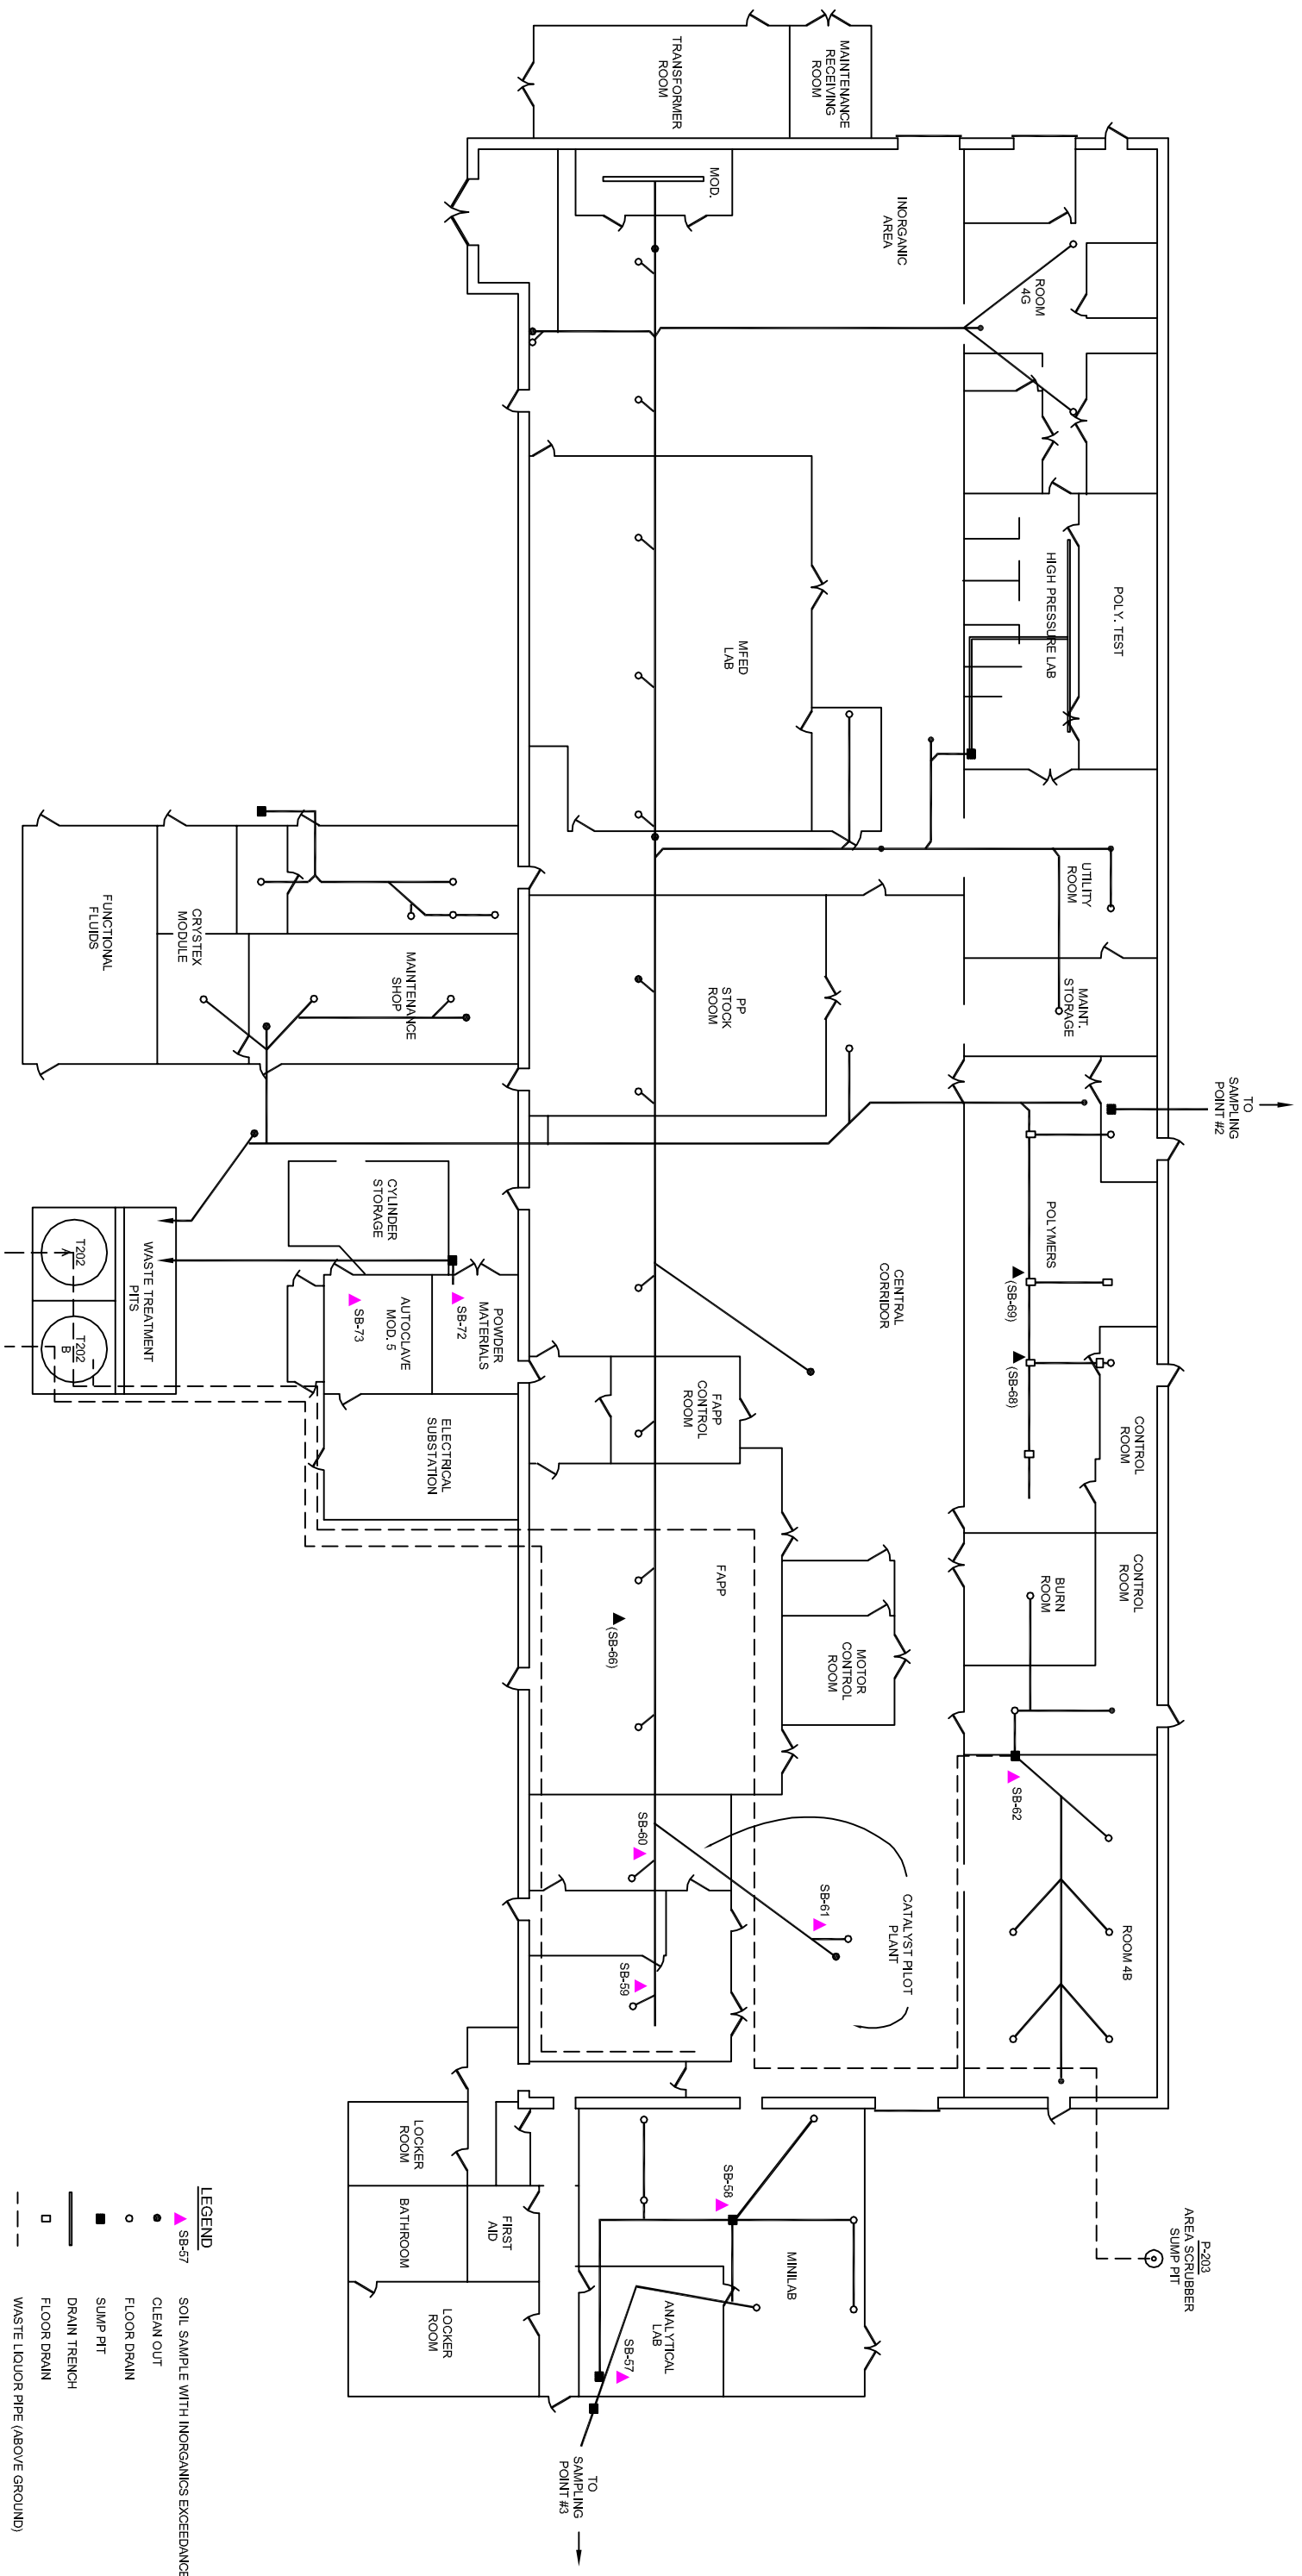 MAINTENANCE
RECEIVING
ROOM
TRANSFORMER
ROOM
MOD.
INORGANIC
AREA
ROOM
4G
POLY. TEST
HIGH PRESSURE LAB
MFED
LAB
UTILITY
ROOM
MAINT.
STORAGE
PP
STOCK
ROOM
FUNCTIONAL
FLUIDS
CRYSTEX
MODULE
MAINTENANCE
SHOP
TO
SAMPLING
POINT #2
POLYMERS
(SB-69)
(SB-68)
CONTROL
ROOM
CENTRAL
CORRIDOR
CYLINDER
STORAGE
WASTE TREATMENT
PITS
T202
A
T202
B
POWDER
MATERIALS
SB-72
AUTOCLAVE
MOD. 5
SB-73
ELECTRICAL
SUBSTATION
FAPP
CONTROL
ROOM
CONTROL
ROOM
BURN
ROOM
FAPP
(SB-66)
MOTOR
CONTROL
ROOM
SB-62
SB-60
SB-61
CATALYST PILOT
PLANT
ROOM 4B
SB-59
P-203
AREA SCRUBBER
SUMP PIT
LOCKER
ROOM
BATHROOM
FIRST
AID
LOCKER
ROOM
SB-58
MINILAB
ANALYTICAL
LAB
SB-57
TO
SAMPLING
POINT #3
LEGEND
SB-57 SOIL SAMPLE WITH INORGANICS EXCEEDANCE
CLEAN OUT
FLOOR DRAIN
SUMP PIT
DRAIN TRENCH
FLOOR DRAIN
WASTE LIQUOR PIPE (ABOVE GROUND)